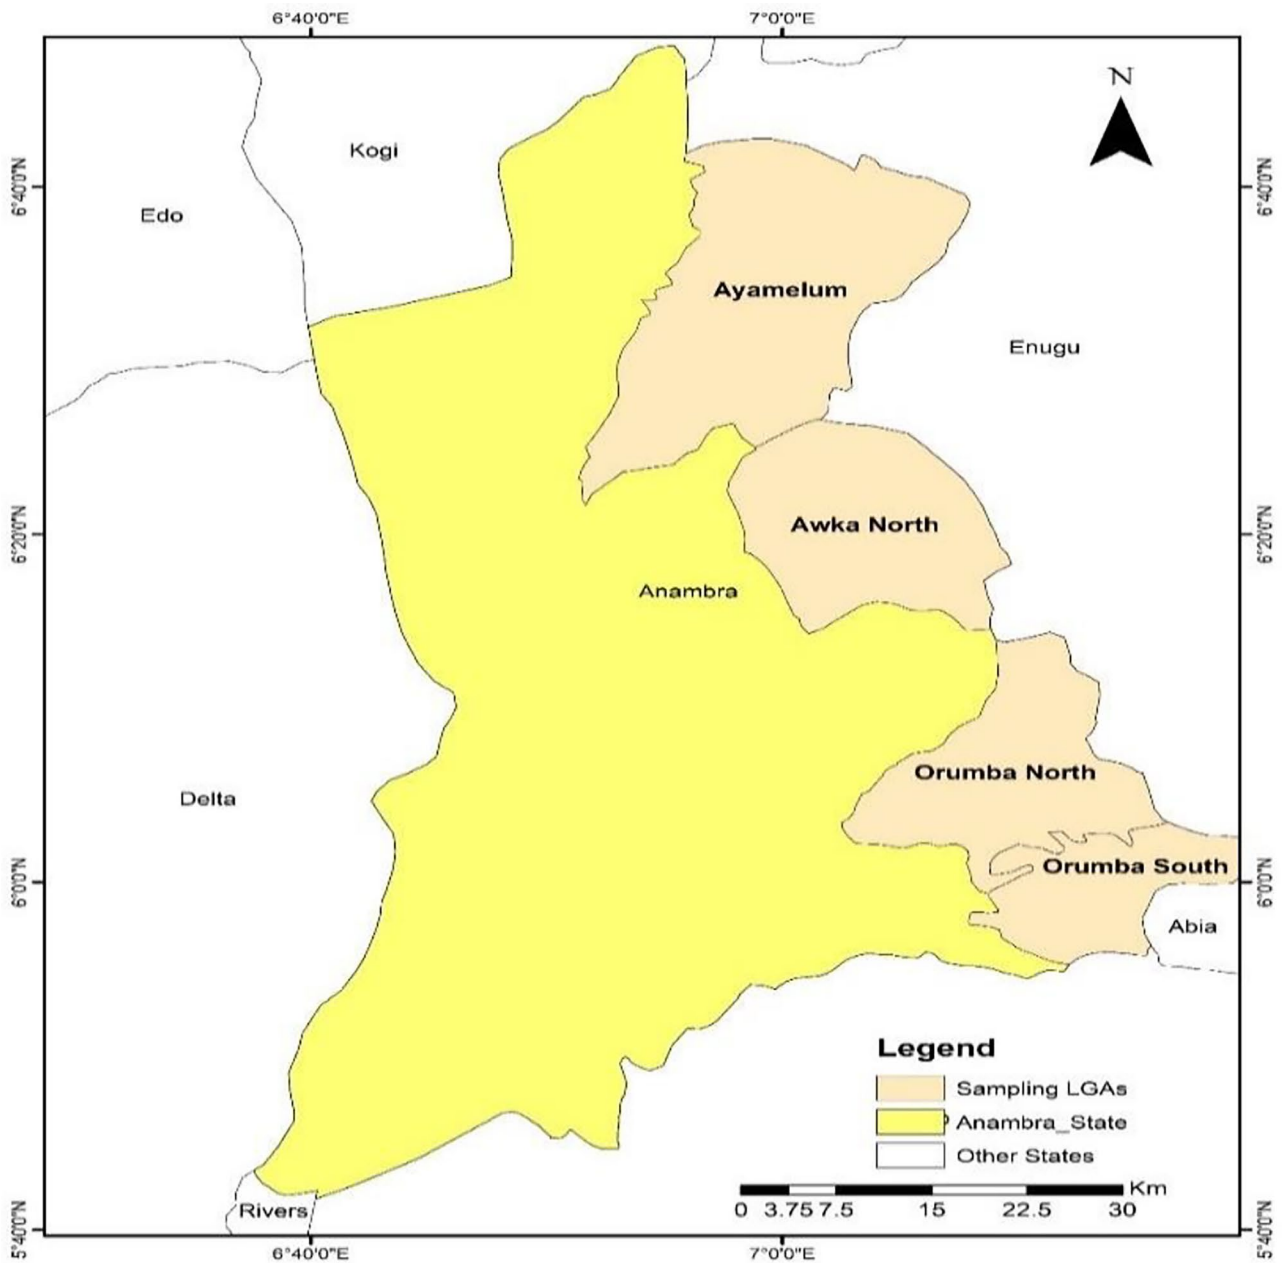 6°40'0"E
7°0'0"E
N
Kogi
6°40'0"N
6°40'0"N
Edo
Ayamelum
Enugu
Awka North
6°20'0"N
6°20'0"N
Anambra
Orumba North
Delta
Orumba South
6°0'0"N
6°0'0"N
Abia
Legend
Sampling LGAs
Anambra_State
Other States
Km
0 3.75 7.5 15 22.5 30
Rivers
5°40'0"N
5°40'0"N
6°40'0"E
7°0'0"E